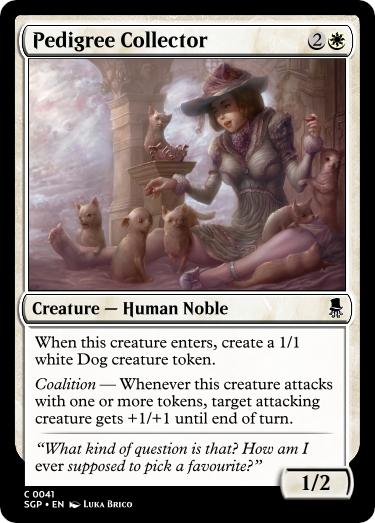 Pedigree Collector 2
Creature — Human Noble
When this creature enters, create a 1/1
white Dog creature token.
Coalition — Whenever this creature attacks
with one or more tokens, target attacking
creature gets +1/+1 until end of turn.
“What kind of question is that? How am I
ever supposed to pick a favourite?”
1/2
C 0041
SGP • EN Luka Brico